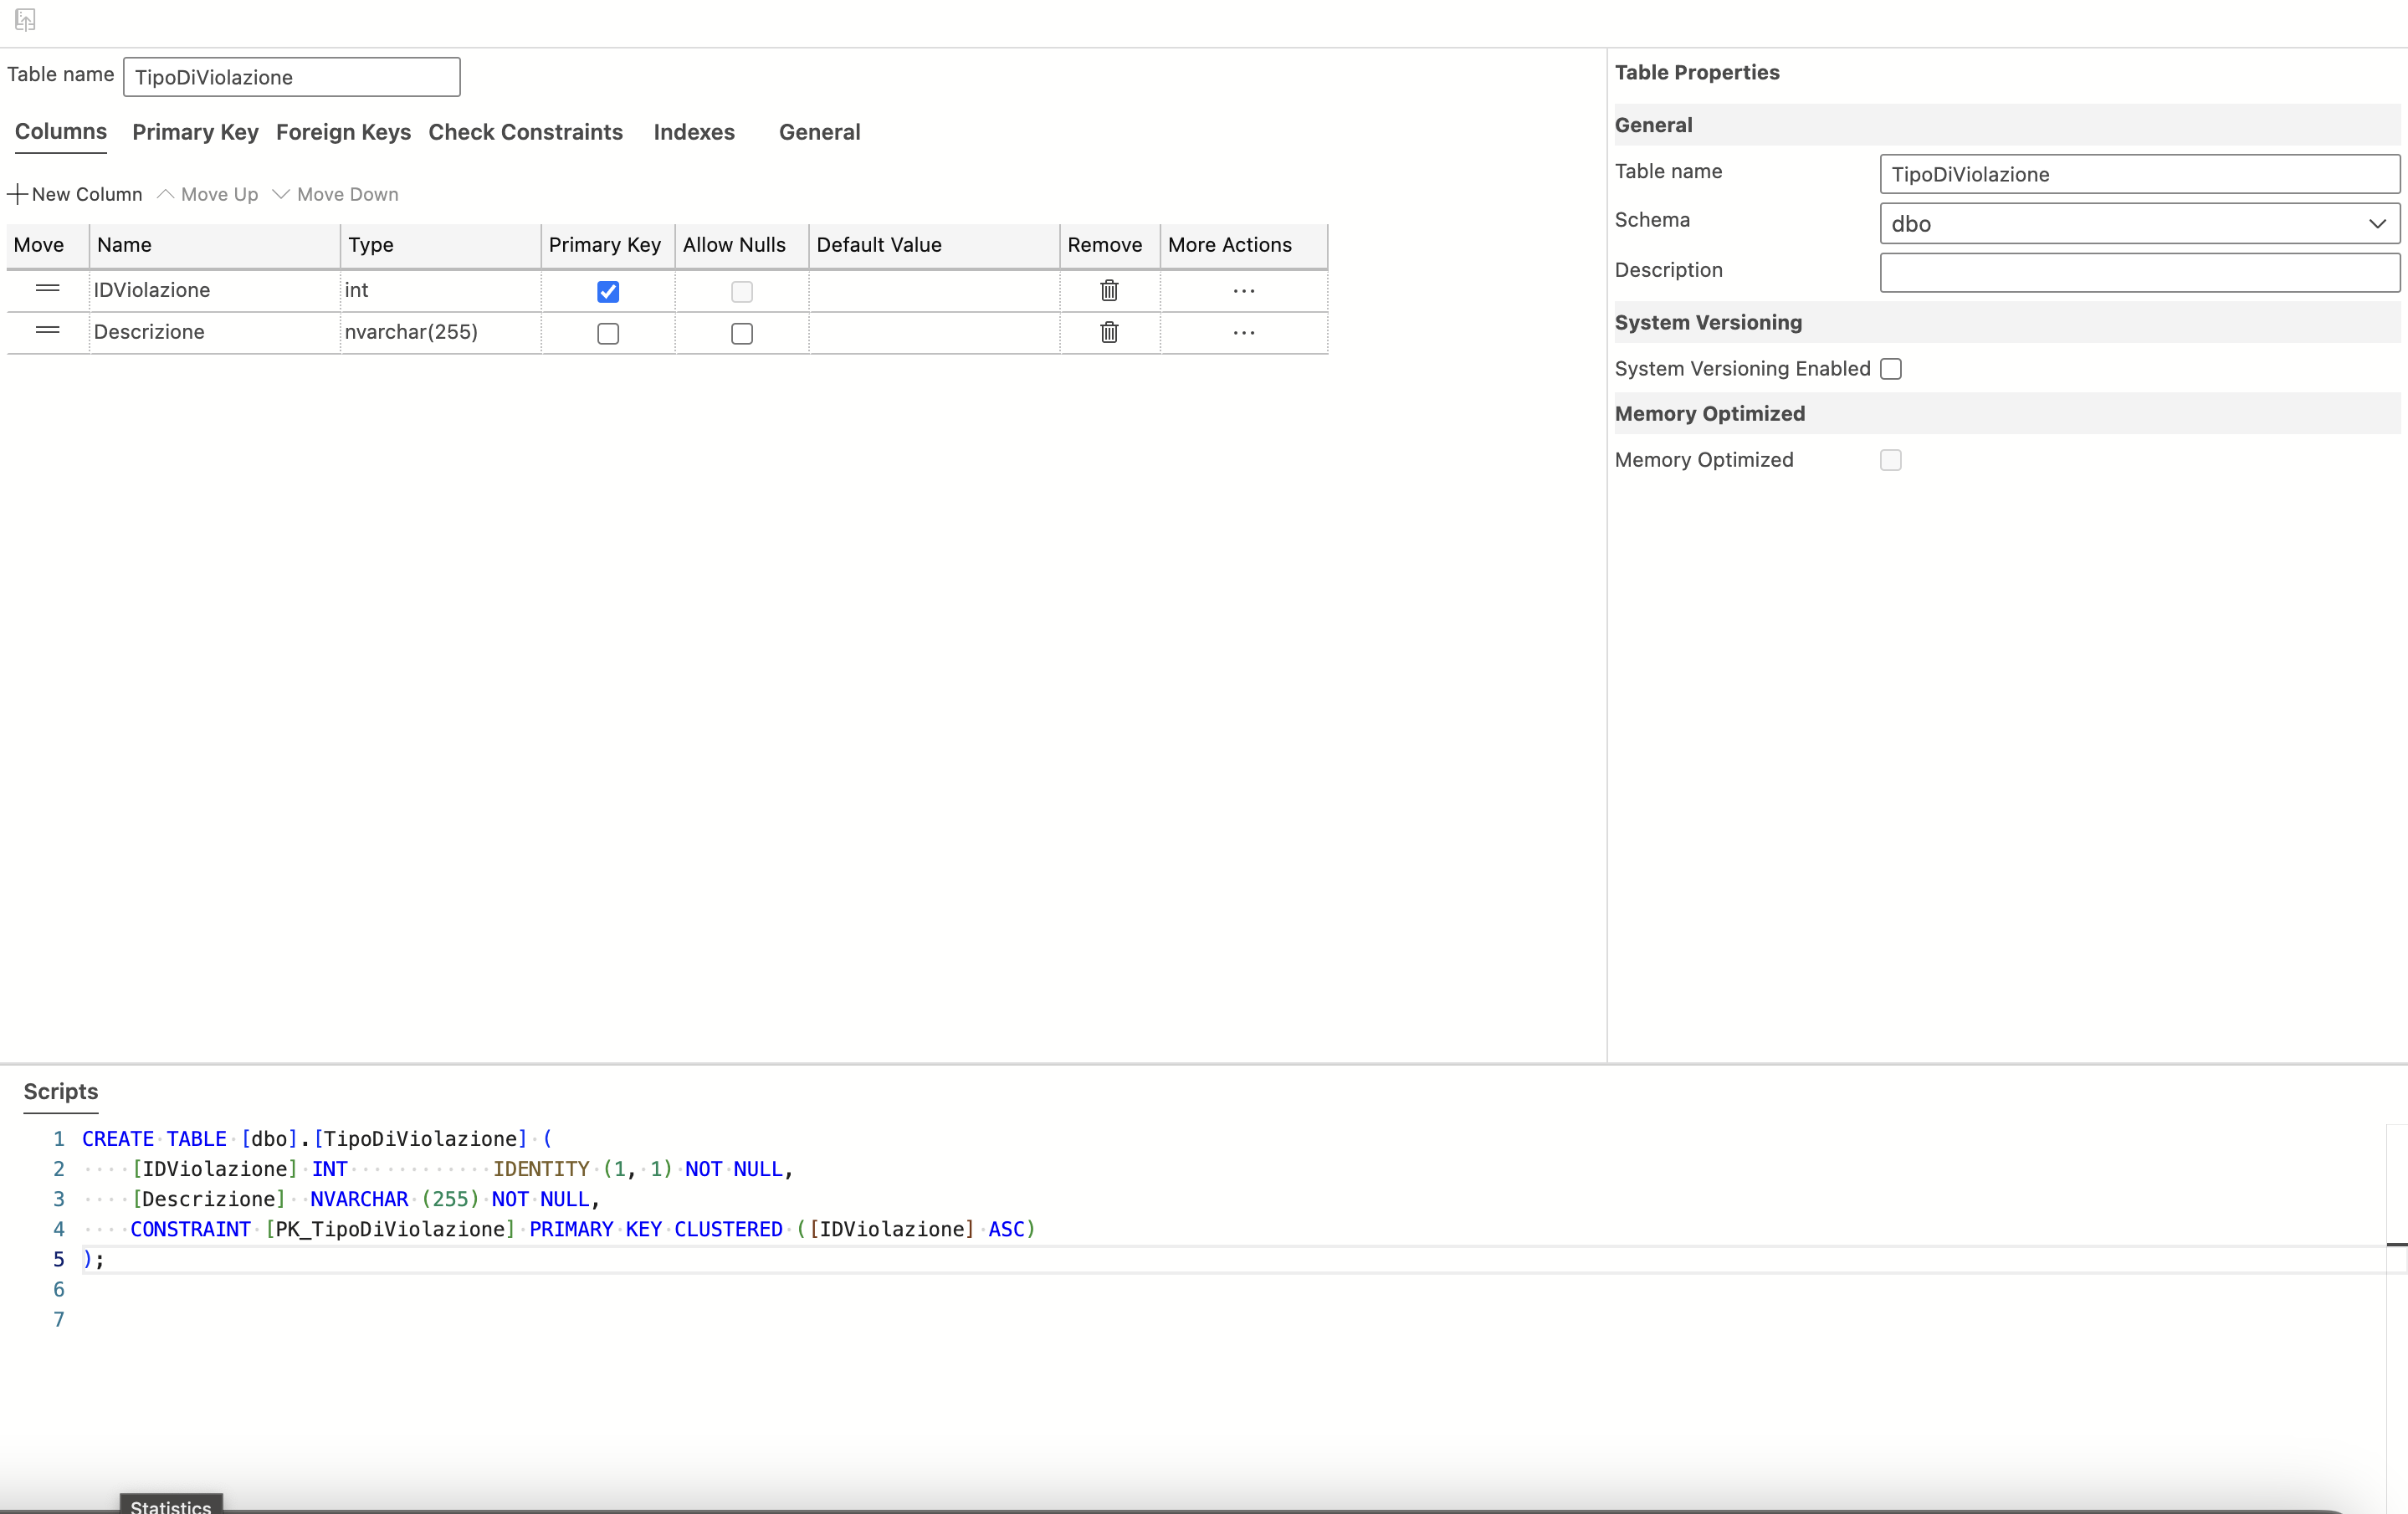 Table name TipoDiViolazione
Columns Primary Key Foreign Keys Check Constraints Indexes General
New Column Move Up Move Down
Move Name Type Primary Key Allow Nulls Default Value Remove More Actions
IDViolazione int
Descrizione nvarchar(255)
Table Properties
General
Table name TipoDiViolazione
Schema dbo
Description
System Versioning
System Versioning Enabled
Memory Optimized
Memory Optimized
Scripts
1 CREATE TABLE [dbo].[TipoDiViolazione] (
2 [IDViolazione] INT IDENTITY (1, 1) NOT NULL,
3 [Descrizione] NVARCHAR (255) NOT NULL,
4 CONSTRAINT [PK_TipoDiViolazione] PRIMARY KEY CLUSTERED ([IDViolazione] ASC)
5 );
6
7
Statistics